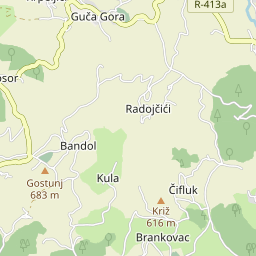 R-413a
Guča Gora
Radojčići
Bandol
Gostunj
683 m
Kula
Čifluk
Križ
616 m
Brankovac